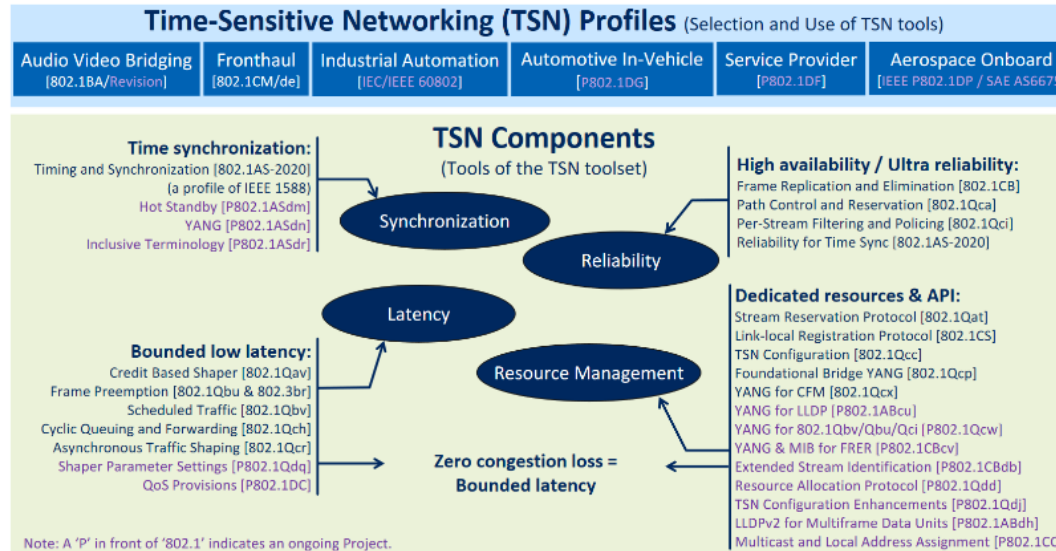 Time-Sensitive Networking (TSN) Profiles (Selection and Use of TSN tools)
Audio Video Bridging
[802.1BA/Revision]
Fronthaul
[802.1CM/de]
Industrial Automation
[IEC/IEEE 60802]
Automotive In-Vehicle
[P802.1DG]
Service Provider
[P802.1DF]
Aerospace Onboard
[IEEE P802.1DP / SAE AS6675
TSN Components
(Tools of the TSN toolset)
Time synchronization:
Timing and Synchronization [802.1AS-2020]
(a profile of IEEE 1588)
Hot Standby [P802.1ASdm]
YANG [P802.1ASdn]
Inclusive Terminology [P802.1ASdr]
Synchronization
High availability / Ultra reliability:
Frame Replication and Elimination [802.1CB]
Path Control and Reservation [802.1Qca]
Per-Stream Filtering and Policing [802.1Qci]
Reliability for Time Sync [802.1AS-2020]
Reliability
Latency
Bounded low latency:
Credit Based Shaper [802.1Qav]
Frame Preemption [802.1Qbu & 802.3br]
Scheduled Traffic [802.1Qbv]
Cyclic Queuing and Forwarding [802.1Qch]
Asynchronous Traffic Shaping [802.1Qcr]
Shaper Parameter Settings [P802.1Qdq]
QoS Provisions [P802.1DC]
Resource Management
Dedicated resources & API:
Stream Reservation Protocol [802.1Qat]
Link-local Registration Protocol [802.1CS]
TSN Configuration [802.1Qcc]
Foundational Bridge YANG [802.1Qcp]
YANG for CFM [802.1Qcx]
YANG for LLDP [P802.1ABcu]
YANG for 802.1Qbv/Qbu/Qci [P802.1Qcw]
YANG & MIB for FRER [P802.1CBcv]
Extended Stream Identification [P802.1CBdb]
Resource Allocation Protocol [P802.1Qdd]
TSN Configuration Enhancements [P802.1Qdj]
LLDPv2 for Multiframe Data Units [P802.1ABdh]
Multicast and Local Address Assignment [P802.1CQ
Zero congestion loss =
Bounded latency
Note: A 'P' in front of '802.1' indicates an ongoing Project.